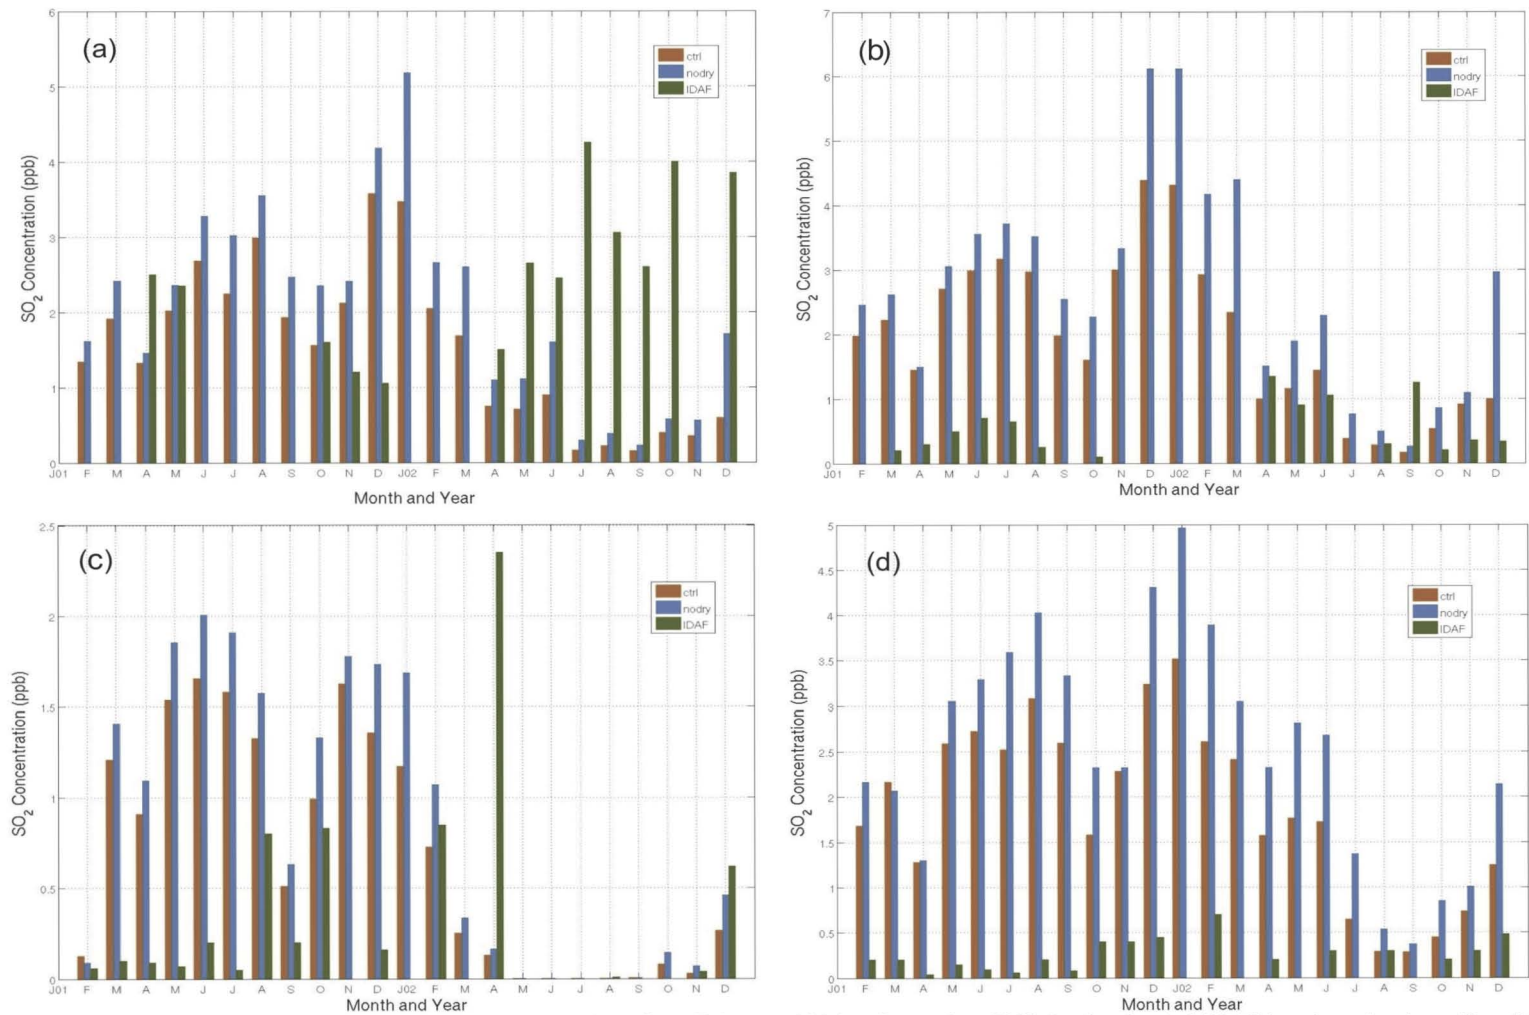 (a)
6
5
4
3
2
1
0
SO2 Concentration (ppb)
ctrl
nodry
IDAF
J01 F M A M J J A S O N D J02 F M A M J J A S O N D
Month and Year
(b)
7
6
5
4
3
2
1
0
SO2 Concentration (ppb)
ctrl
nodry
IDAF
J01 F M A M J J A S O N D J02 F M A M J J A S O N D
Month and Year
(c)
2.5
2
1.5
1
0.5
0
SO2 Concentration (ppb)
ctrl
nodry
IDAF
J01 F M A M J J A S O N D J02 F M A M J J A S O N D
Month and Year
(d)
5
4.5
4
3.5
3
2.5
2
1.5
1
0.5
0
SO2 Concentration (ppb)
ctrl
nodry
IDAF
J01 F M A M J J A S O N D J02 F M A M J J A S O N D
Month and Year